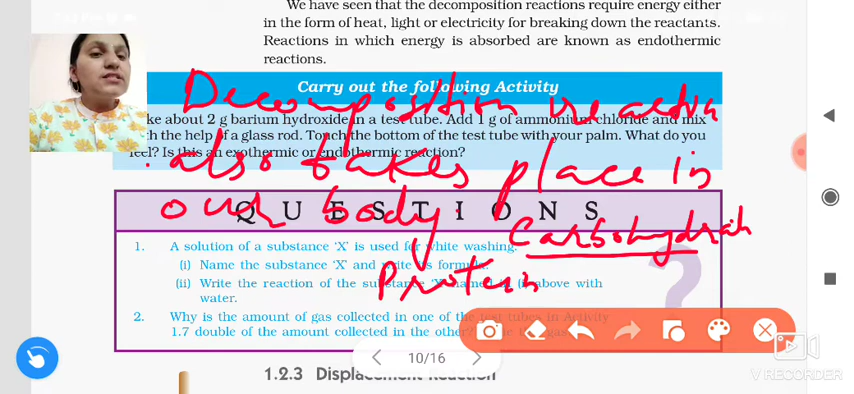 We have seen that the decomposition reactions require energy either
in the form of heat, light or electricity for breaking down the reactants.
Reactions in which energy is absorbed are known as endothermic
reactions.
Carry out the following Activity
ke about 2 g barium hydroxide in a test tube. Add 1 g of ammonium chloride and mix
th the help of a glass rod. Touch the bottom of the test tube with your palm. What do you
feel? Is this an exothermic or endothermic reaction?
Decomposition
also takes place in
our body.
Carbohydrat
Protein
QUESTIONS
1. A solution of a substance ‘X’ is used for white washing.
(i) Name the substance ‘X’ and write its formula.
(ii) Write the reaction of the substance ‘X’ named in (i) above with
water.
2. Why is the amount of gas collected in one of the test tubes in Activity
1.7 double of the amount collected in the other?
10/16
1.2.3 Displacement Reaction
VRECORDER